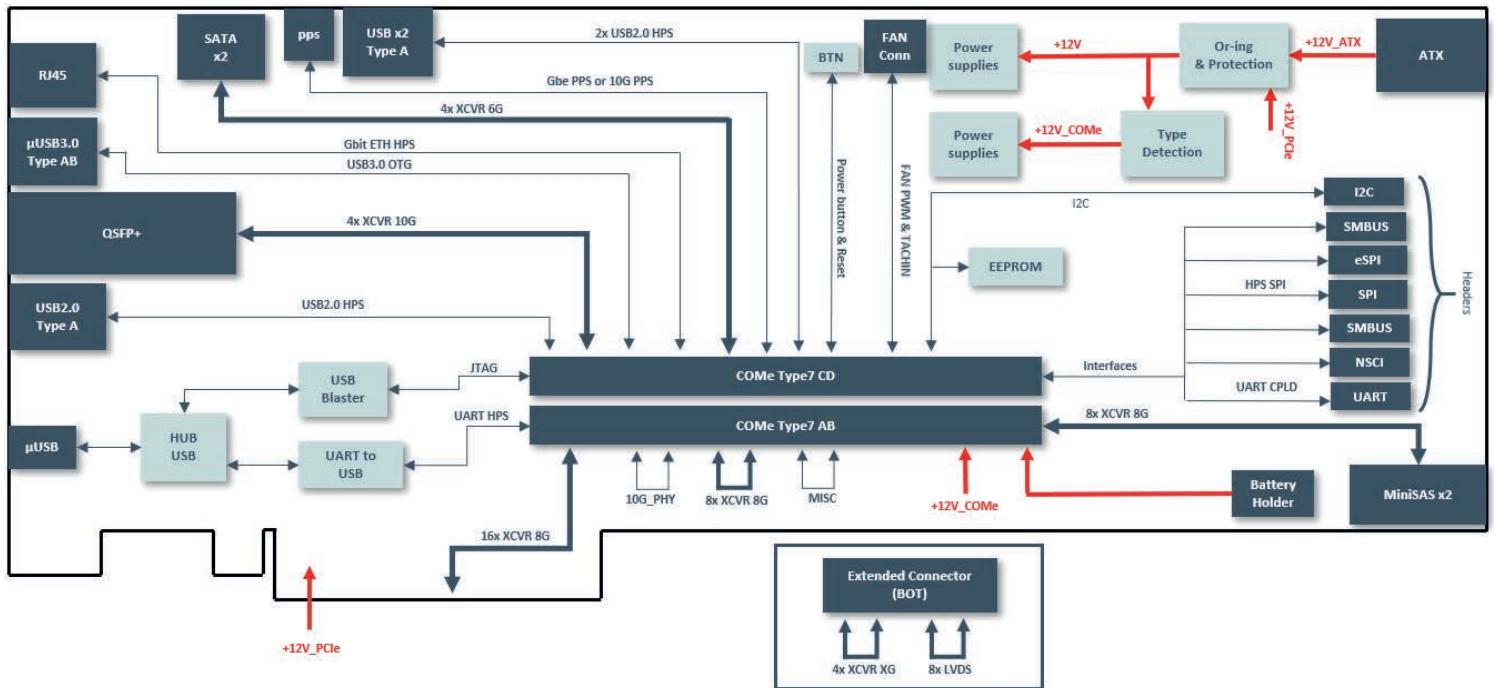 SATA
x2
pps
USB x2
Type A
2x USB2.0 HPS
BTN
FAN
Conn
Power
supplies
+12V
Or-ing
& Protection
+12V_ATX
ATX
RJ45
Gbe PPS or 10G PPS
4x XCVR 6G
+12V_PCIe
µUSB3.0
Type AB
Gbit ETH HPS
USB3.0 OTG
Power button & Reset
FAN PWM & TACHIN
Power
supplies
+12V_COMe
Type
Detection
QSFP+
4x XCVR 10G
I2C
I2C
SMBUS
eSPI
HPS SPI
SPI
SMBUS
NSCI
UART CPLD
UART
Headers
EEPROM
USB2.0
Type A
USB2.0 HPS
USB
Blaster
JTAG
COMe Type7 CD
Interfaces
µUSB
HUB
USB
UART to
USB
UART HPS
COMe Type7 AB
8x XCVR 8G
10G_PHY
8x XCVR 8G
MISC
+12V_COMe
Battery
Holder
MiniSAS x2
16x XCVR 8G
+12V_PCIe
Extended Connector
(BOT)
4x XCVR XG
8x LVDS